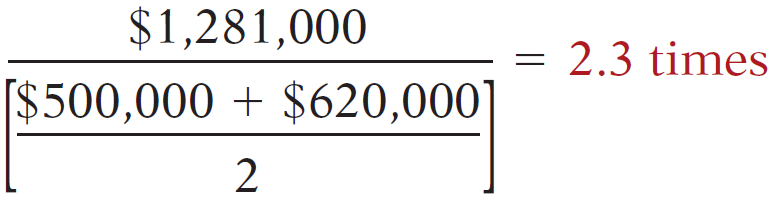 $1,281,000
[$500,000 + $620,000]
2
= 2.3 times